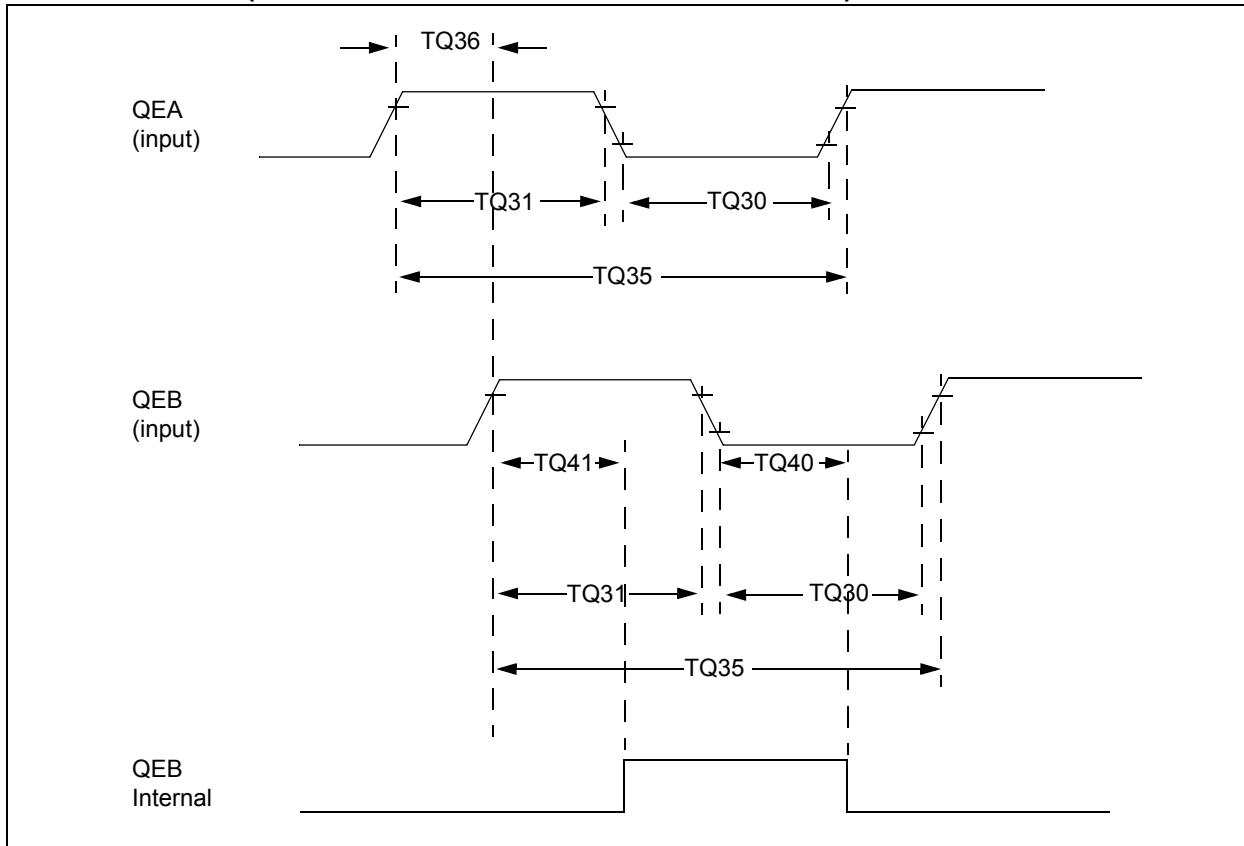 TQ36
QEA
(input)
TQ31
TQ30
TQ35
QEB
(input)
TQ41
TQ40
TQ31
TQ30
TQ35
QEB
Internal